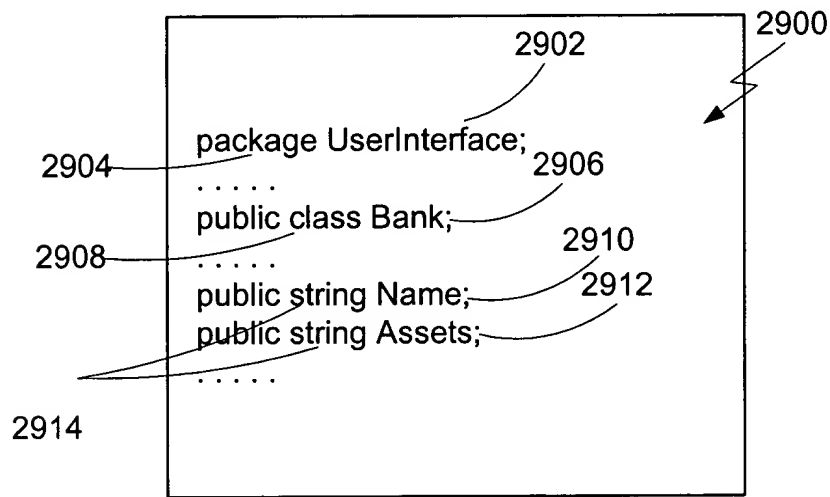 2900
2902
package UserInterface;
2904
. . . . .
2906
public class Bank;
2908
. . . . .
2910
public string Name;
2912
public string Assets;
. . . . .
2914